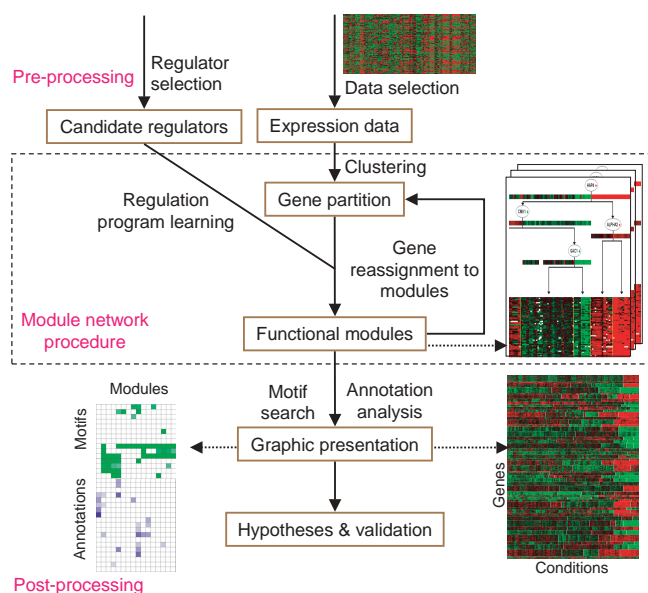 Pre-processing
Regulator
selection
Data selection
Candidate regulators
Expression data
Clustering
Regulation
program learning
Gene partition
Gene
reassignment to
modules
Module network
procedure
Functional modules
Modules
Motif
search
Annotation
analysis
Motifs
Graphic presentation
Annotations
Genes
Hypotheses & validation
Conditions
Post-processing